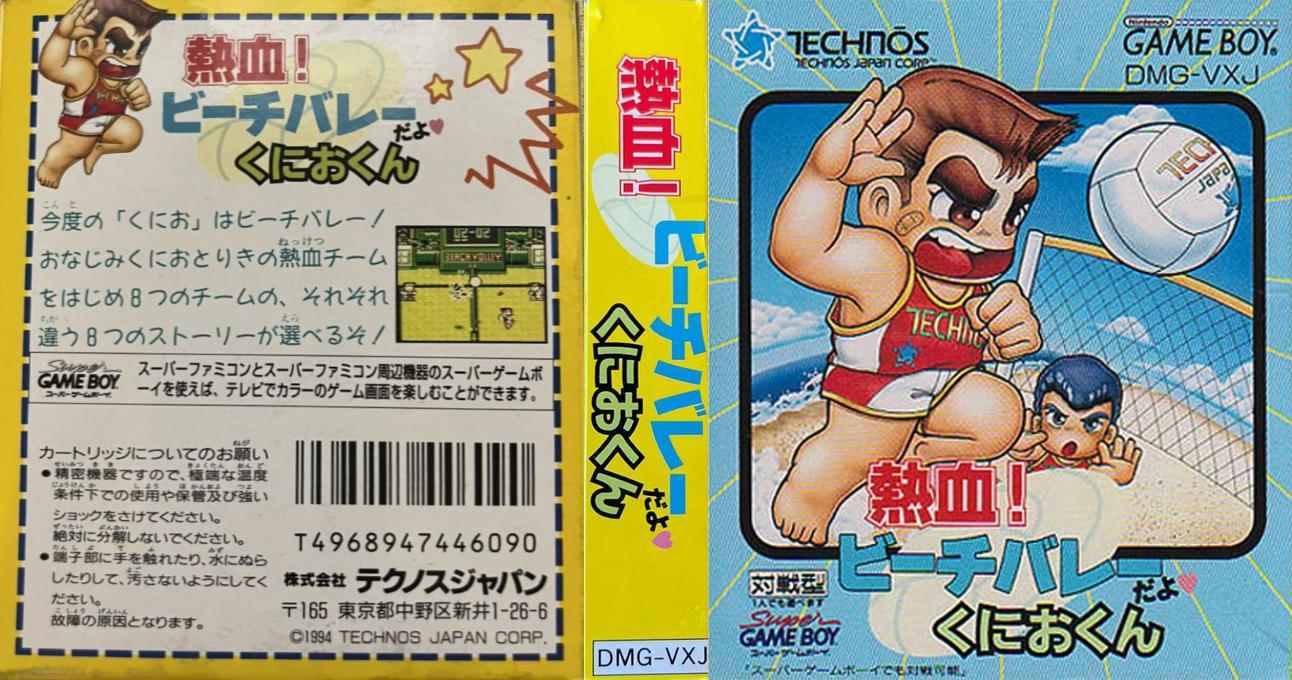 熱血!
ビーチバレーだよ
くにおくん
今度の「くにお」はビーチバレー!
おなじみくにおとりきの熱血チーム
をはじめ8つのチームの、それぞれ
違う8つのストーリーが選べるぞ!
02-02
BEACH VOLLEY
Super
GAME BOY
スーパーゲームボーイ
スーパーファミコンとスーパーファミコン周辺機器のスーパーゲームボ
ーイを使えば、テレビでカラーのゲーム画面を楽しむことができます。
カートリッジについてのお願い
●精密機器ですので、極端な温度
条件下での使用や保管及び強い
ショックをさけてください。
絶対に分解しないでください。
●端子部に手を触れたり、水にぬら
したりして、汚さないようにしてく
ださい。
故障の原因となります。
T4968947446090
株式会社 テクノスジャパン
〒165 東京都中野区新井1-26-6
©1994 TECHNOS JAPAN CORP.
熱血!
ビーチバレーだよ
くにおくん
DMG-VXJ
TECHNOS
TECHNOS JAPAN CORP.™
Nintendo
GAME BOY®
DMG-VXJ
TECH
JAPA
TECHNO
熱血!
ビーチバレーだよ
くにおくん
対戦型
1人でも遊べます
Super
GAME BOY
スーパーゲームボーイ
「スーパーゲームボーイでも対戦可能」